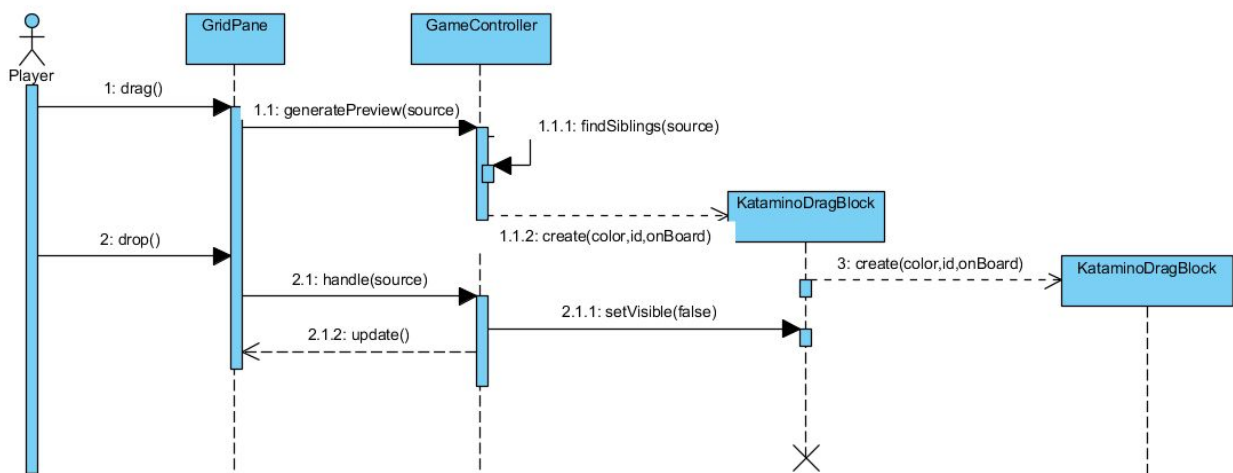 GridPane
GameController
Player
1: drag()
1.1: generatePreview(source)
1.1.1: findSiblings(source)
KataminoDragBlock
1.1.2: create(color,id,onBoard)
2: drop()
3: create(color,id,onBoard)
KataminoDragBlock
2.1: handle(source)
2.1.1: setVisible(false)
2.1.2: update()